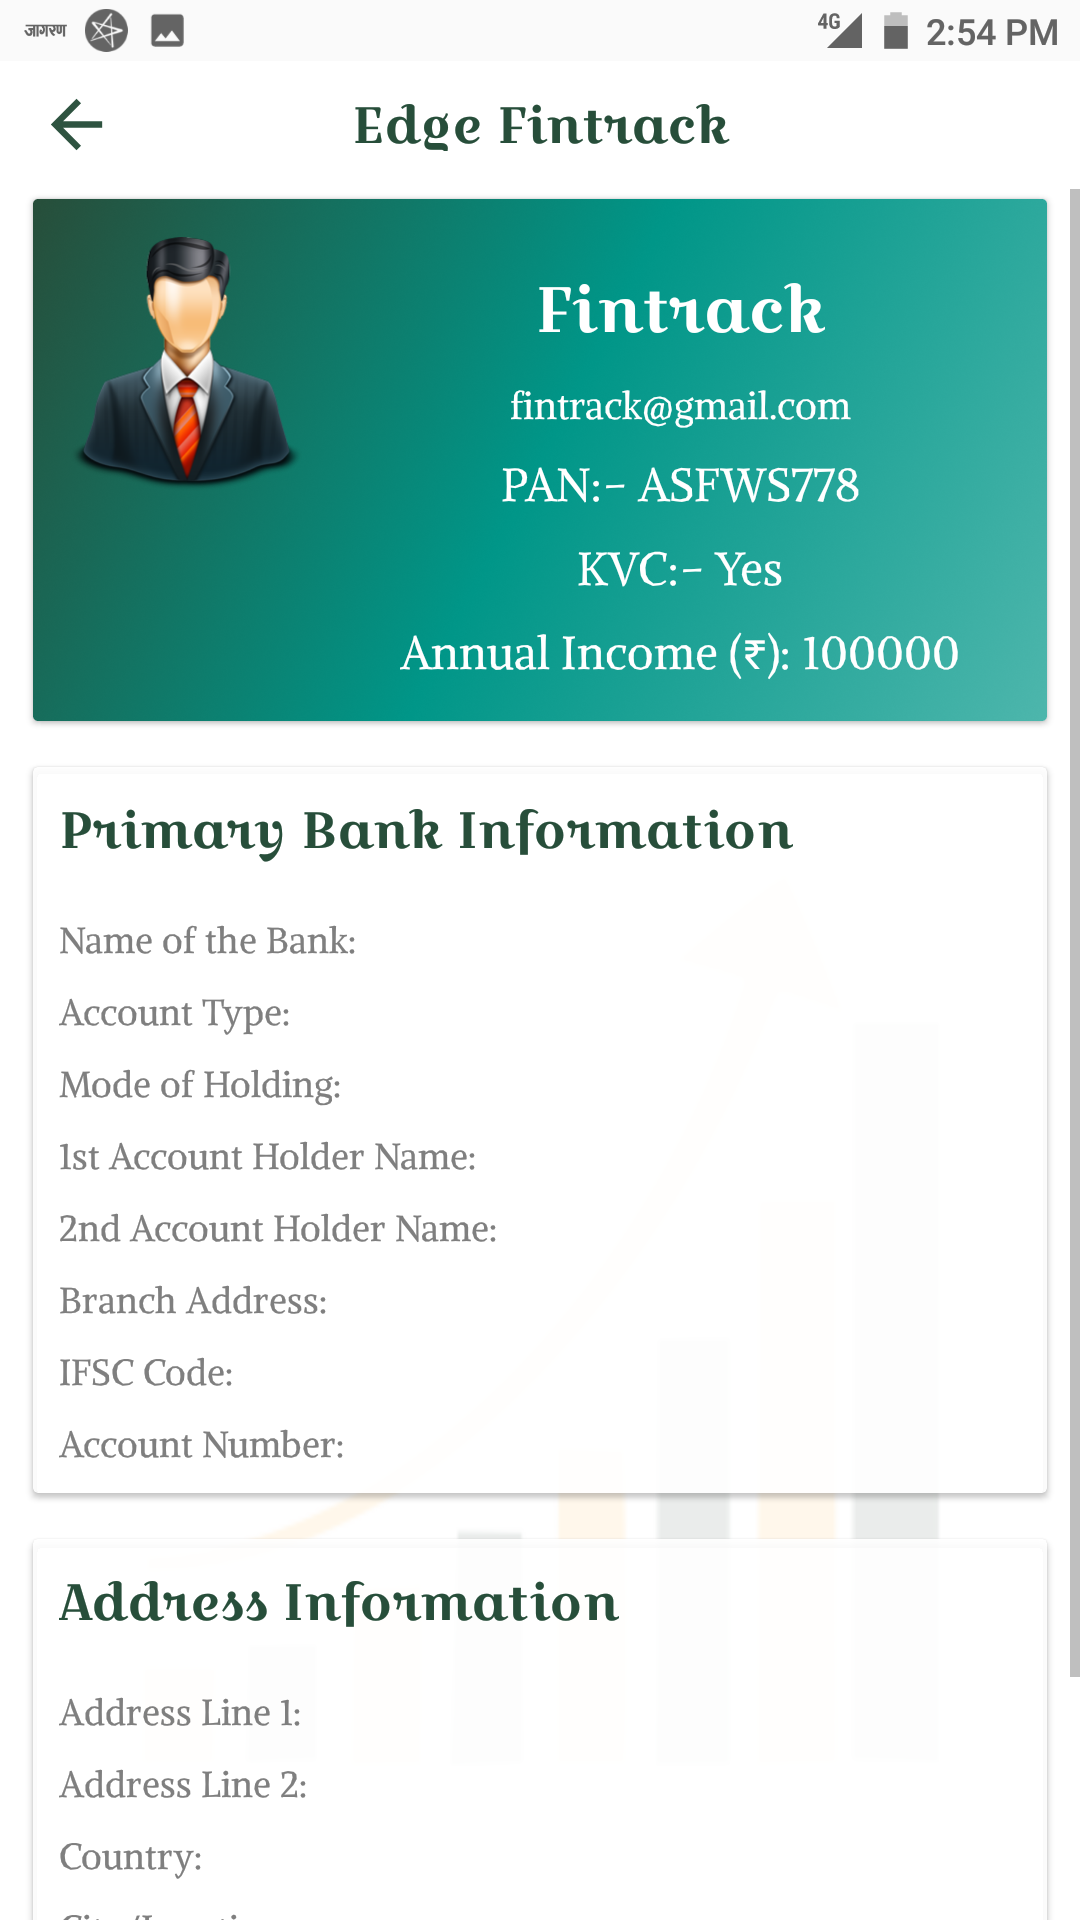 जागरण 4G 2:54 PM
Edge Fintrack
Fintrack
fintrack@gmail.com
PAN:- ASFWS778
KVC:- Yes
Annual Income (₹): 100000
Primary Bank Information
Name of the Bank:
Account Type:
Mode of Holding:
1st Account Holder Name:
2nd Account Holder Name:
Branch Address:
IFSC Code:
Account Number:
Address Information
Address Line 1:
Address Line 2:
Country: